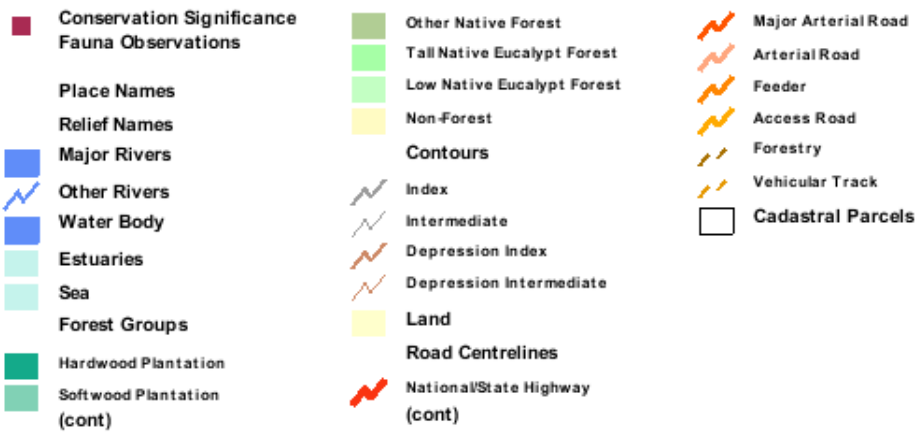 Conservation Significance
Fauna Observations
Place Names
Relief Names
Major Rivers
Other Rivers
Water Body
Estuaries
Sea
Forest Groups
Hardwood Plantation
Softwood Plantation
(cont)
Other Native Forest
Tall Native Eucalypt Forest
Low Native Eucalypt Forest
Non-Forest
Contours
Index
Intermediate
Depression Index
Depression Intermediate
Land
Road Centrelines
National/State Highway
(cont)
Major Arterial Road
Arterial Road
Feeder
Access Road
Forestry
Vehicular Track
Cadastral Parcels